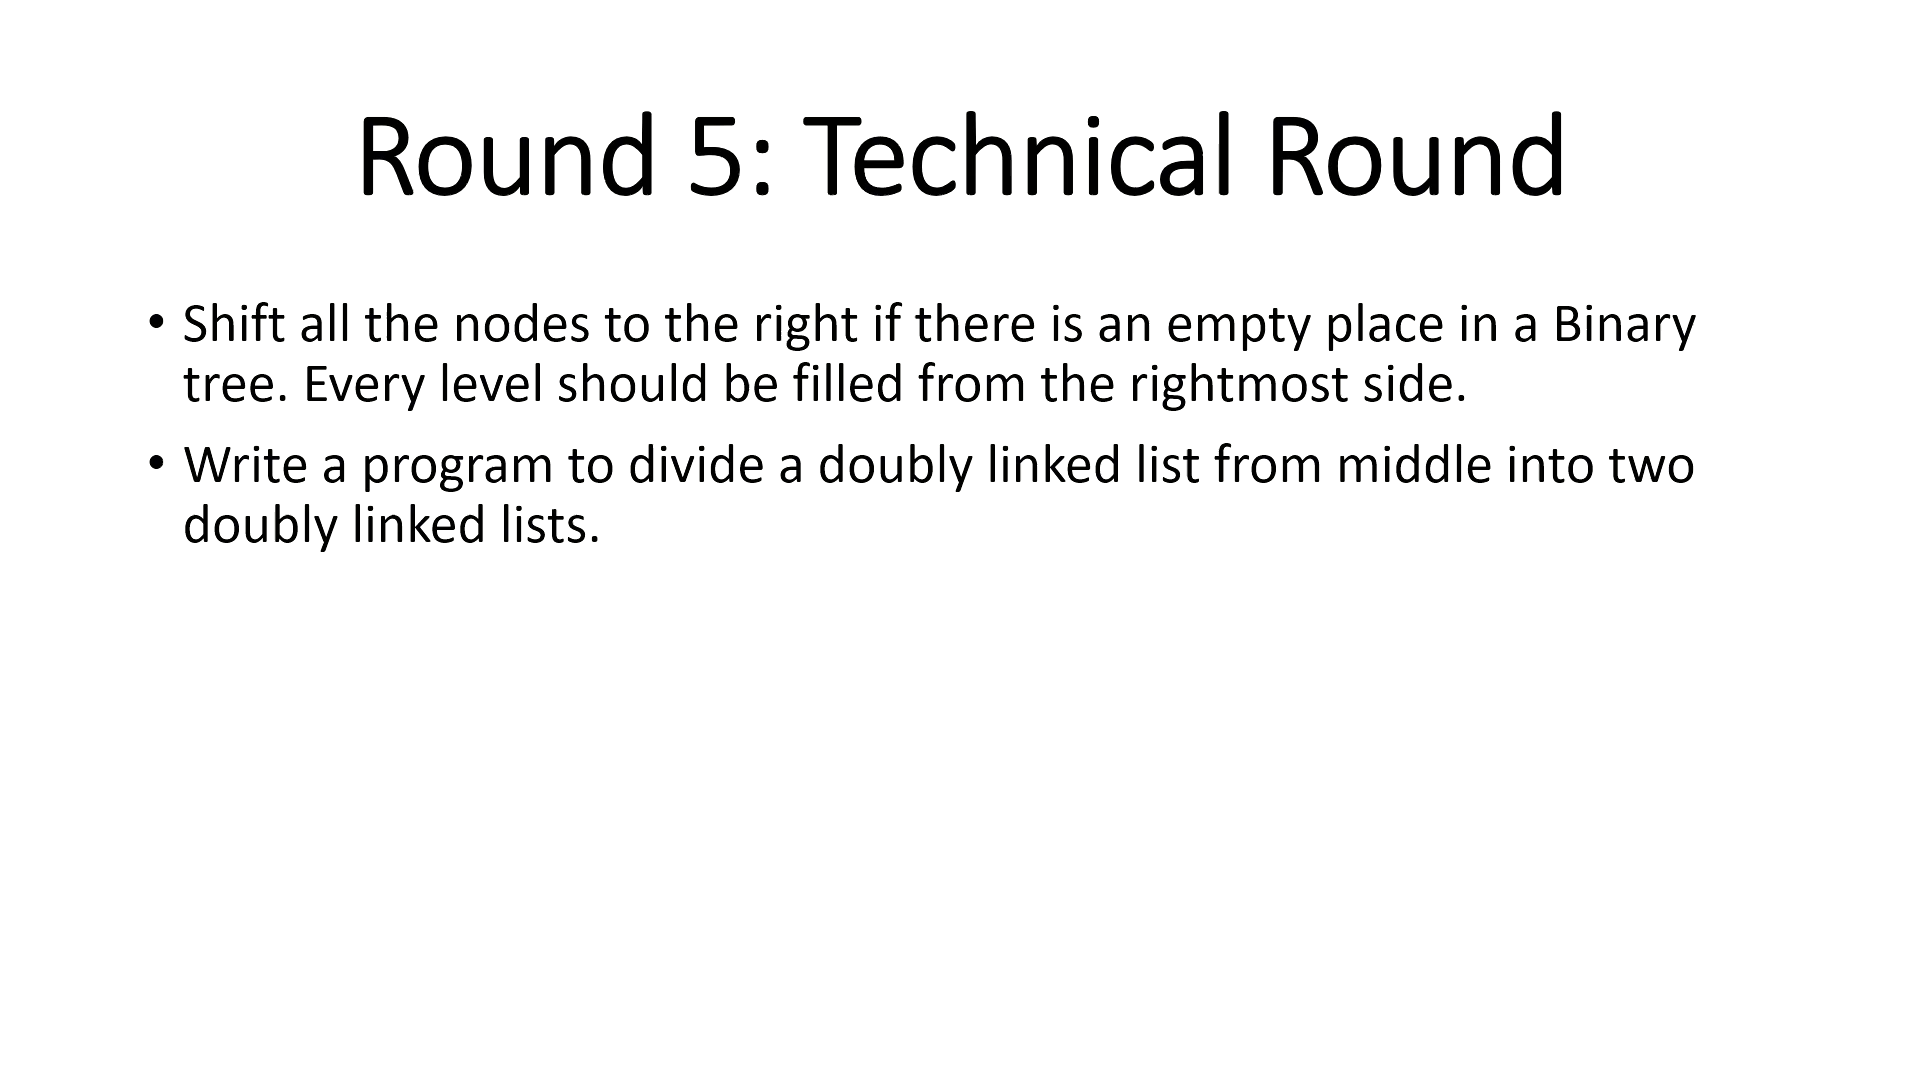 Round 5: Technical Round
• Shift all the nodes to the right if there is an empty place in a Binary
tree. Every level should be filled from the rightmost side.
• Write a program to divide a doubly linked list from middle into two
doubly linked lists.